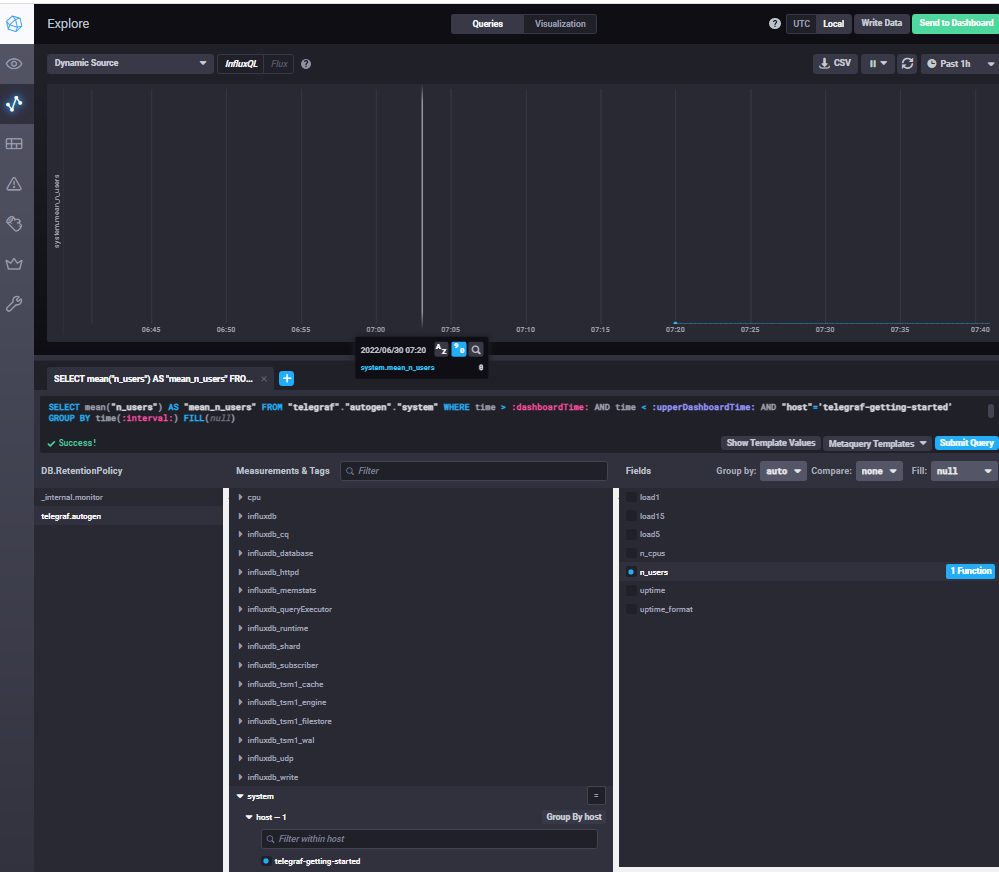 Explore
Queries Visualization
? UTC Local Write Data Send to Dashboard
Dynamic Source InfluxQL Flux ? CSV Past 1h
system.mean_n_users
06:45 06:50 06:55 07:00 07:05 07:10 07:15 07:20 07:25 07:30 07:35 07:40
2022/06/30 07:20
system.mean_n_users 0
SELECT mean("n_users") AS "mean_n_users" FRO... × +
SELECT mean("n_users") AS "mean_n_users" FROM "telegraf"."autogen"."system" WHERE time > :dashboardTime: AND time < :upperDashboardTime: AND "host"='telegraf-getting-started'
GROUP BY time(:interval:) FILL(null)
Success! Show Template Values Metaquery Templates Submit Query
DB.RetentionPolicy Measurements & Tags Filter Fields Group by: auto Compare: none Fill: null
_internal.monitor
telegraf.autogen
cpu
influxdb
influxdb_cq
influxdb_database
influxdb_httpd
influxdb_memstats
influxdb_queryExecutor
influxdb_runtime
influxdb_shard
influxdb_subscriber
influxdb_tsm1_cache
influxdb_tsm1_engine
influxdb_tsm1_filestore
influxdb_tsm1_wal
influxdb_udp
influxdb_write
system =
host — 1 Group By host
Filter within host
telegraf-getting-started
load1
load15
load5
n_cpus
n_users 1 Function
uptime
uptime_format